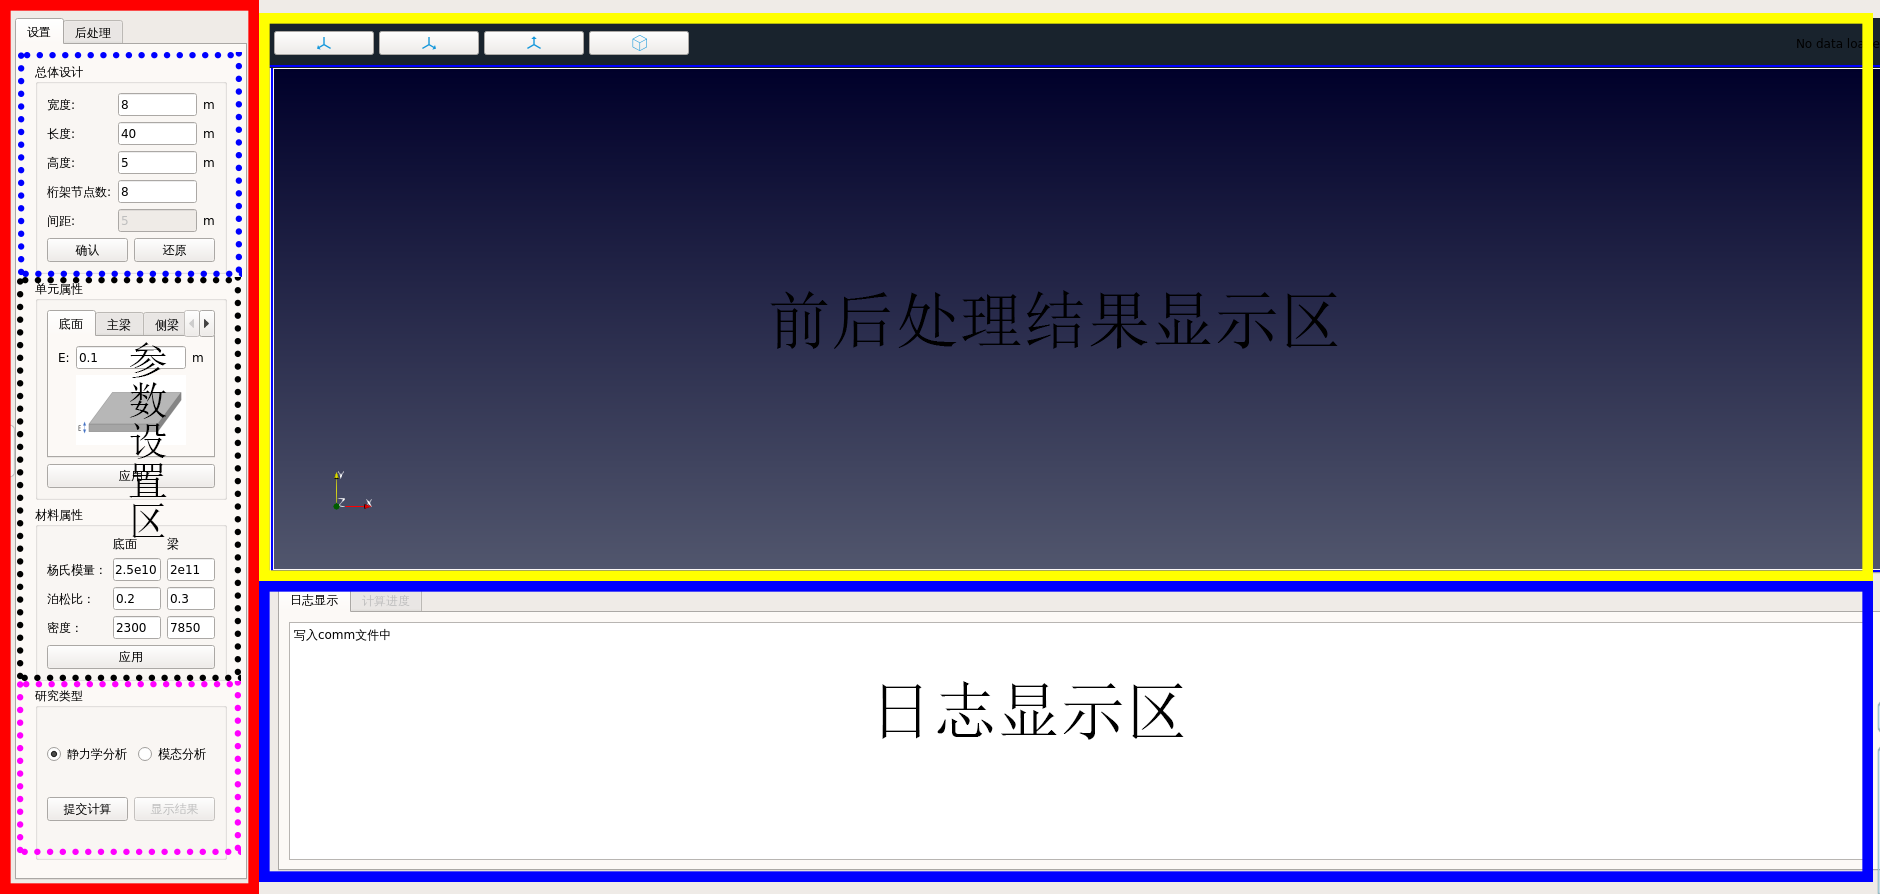 设置 后处理
总体设计
宽度: 8 m
长度: 40 m
高度: 5 m
桁架节点数: 8
间距: 5 m
确认 还原
单元属性
底面 主梁 侧梁
E: 0.1 m
E
应用
材料属性
底面 梁
杨氏模量： 2.5e10 2e11
泊松比： 0.2 0.3
密度： 2300 7850
应用
研究类型
静力学分析 模态分析
提交计算 显示结果
参
数
设
置
区
No data loa
前后处理结果显示区
Y
Z X
日志显示 计算进度
写入comm文件中
日志显示区